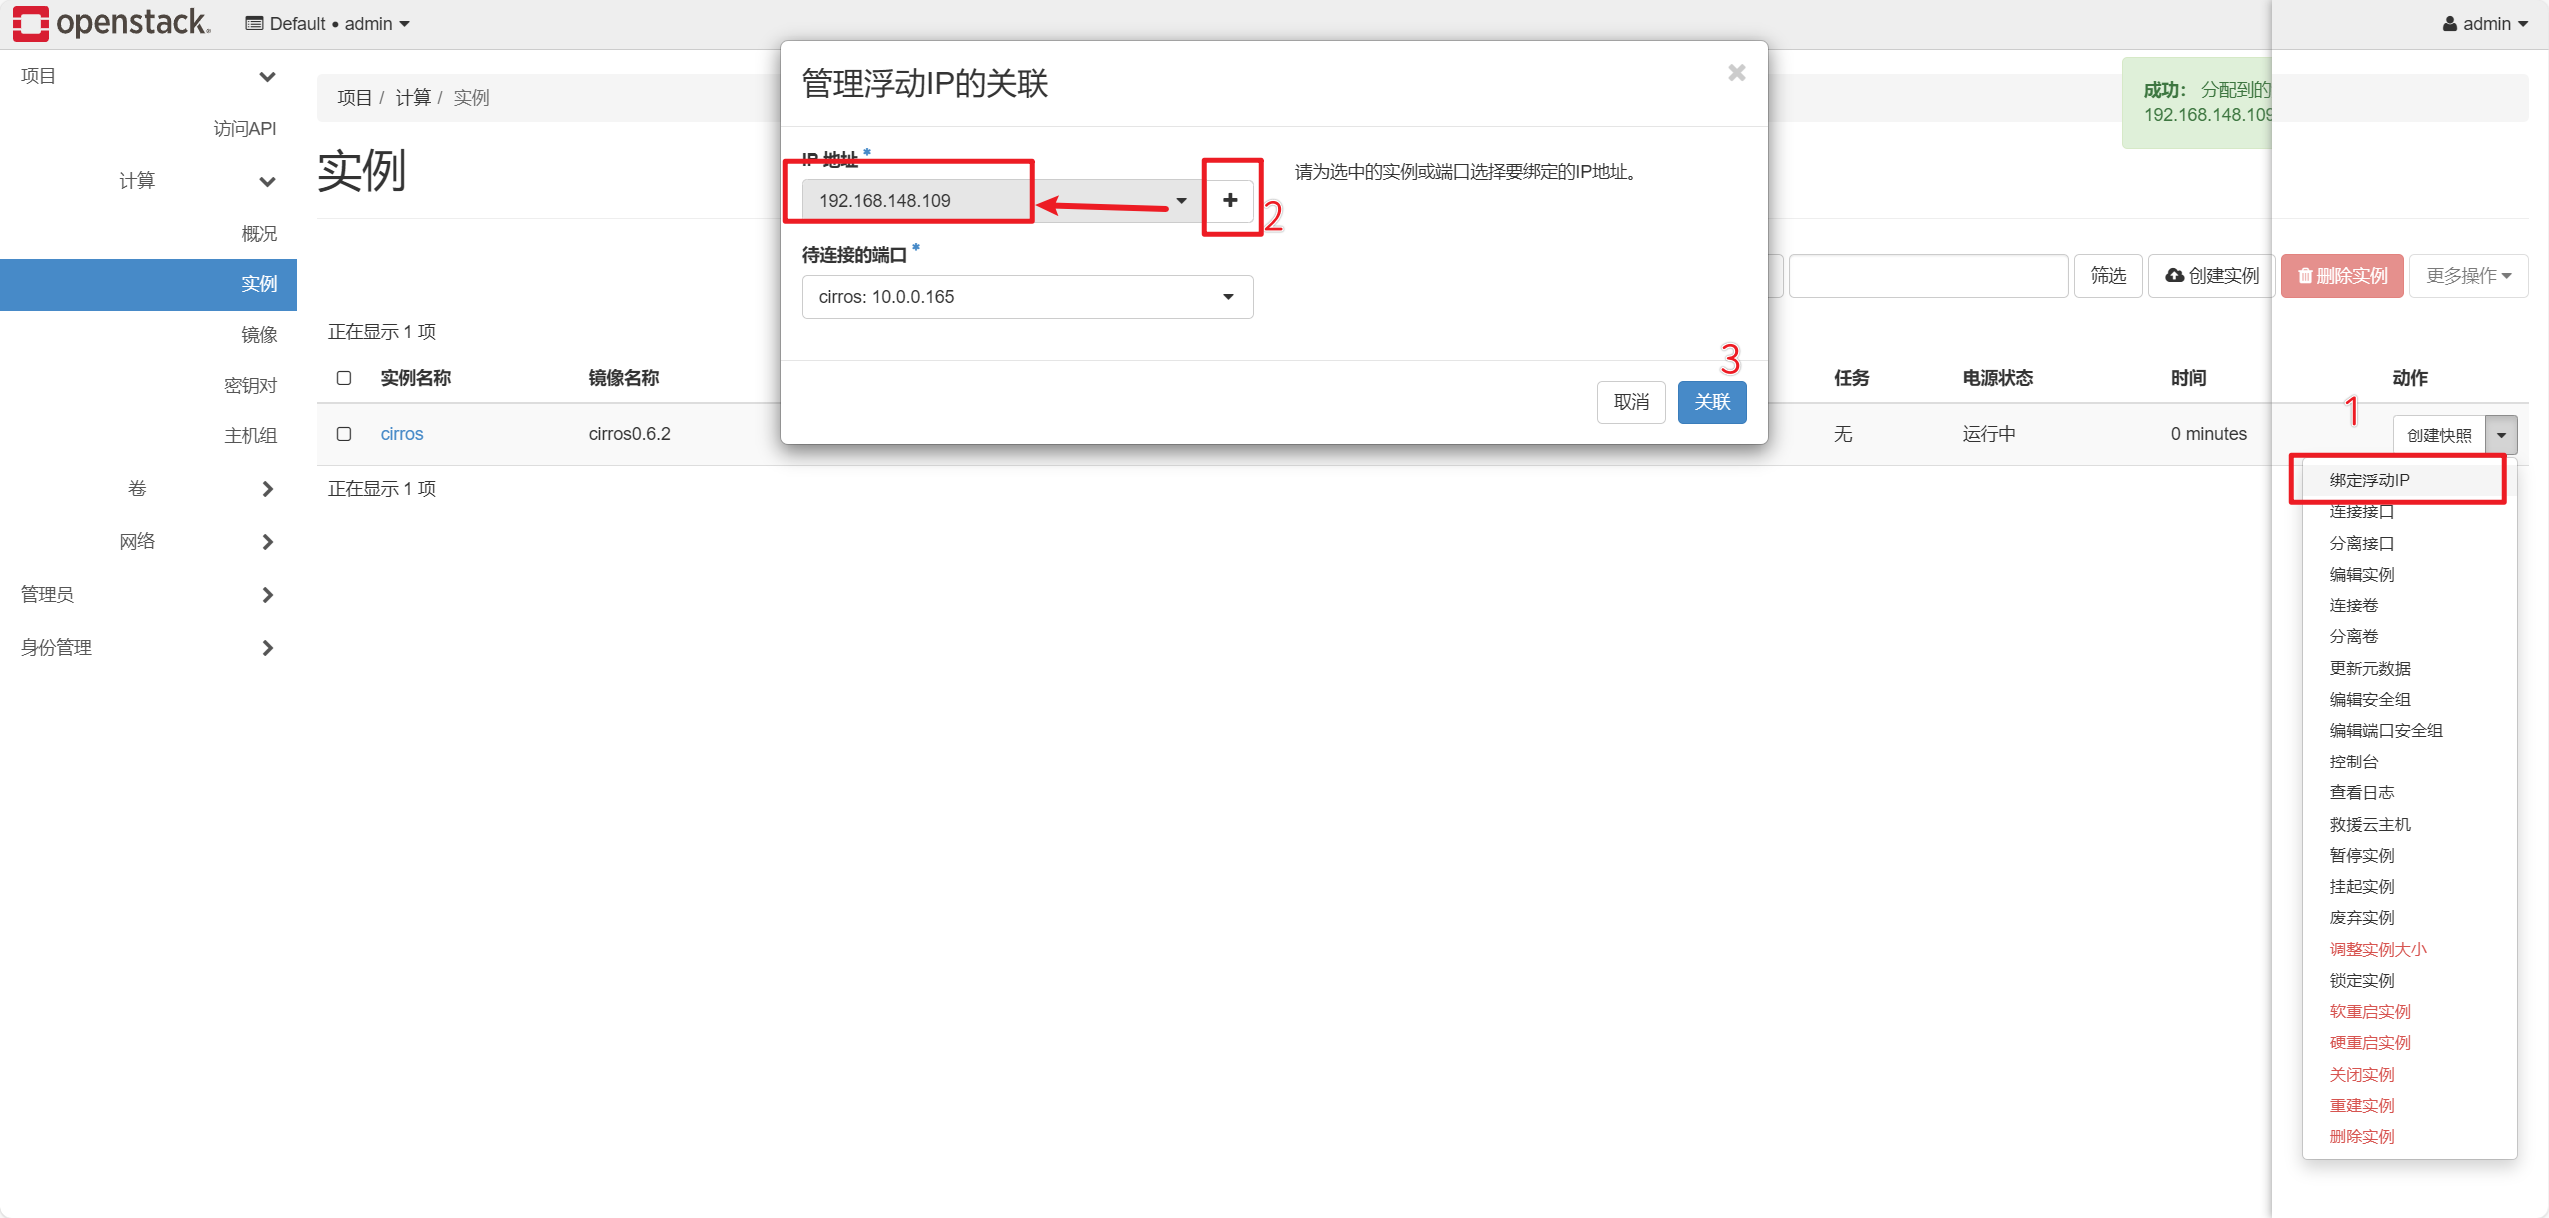 openstack.
Default • admin
admin
项目
访问API
计算
概况
实例
镜像
密钥对
主机组
卷
网络
管理员
身份管理
项目 / 计算 / 实例
实例
成功： 分配到的
192.168.148.109
管理浮动IP的关联
IP 地址 *
192.168.148.109
2
请为选中的实例或端口选择要绑定的IP地址。
待连接的端口 *
cirros: 10.0.0.165
3
取消
关联
筛选
创建实例
删除实例
更多操作
正在显示 1 项
实例名称 镜像名称 任务 电源状态 时间 动作
1
cirros cirros0.6.2 无 运行中 0 minutes 创建快照
正在显示 1 项
绑定浮动IP
连接接口
分离接口
编辑实例
连接卷
分离卷
更新元数据
编辑安全组
编辑端口安全组
控制台
查看日志
救援云主机
暂停实例
挂起实例
废弃实例
调整实例大小
锁定实例
软重启实例
硬重启实例
关闭实例
重建实例
删除实例